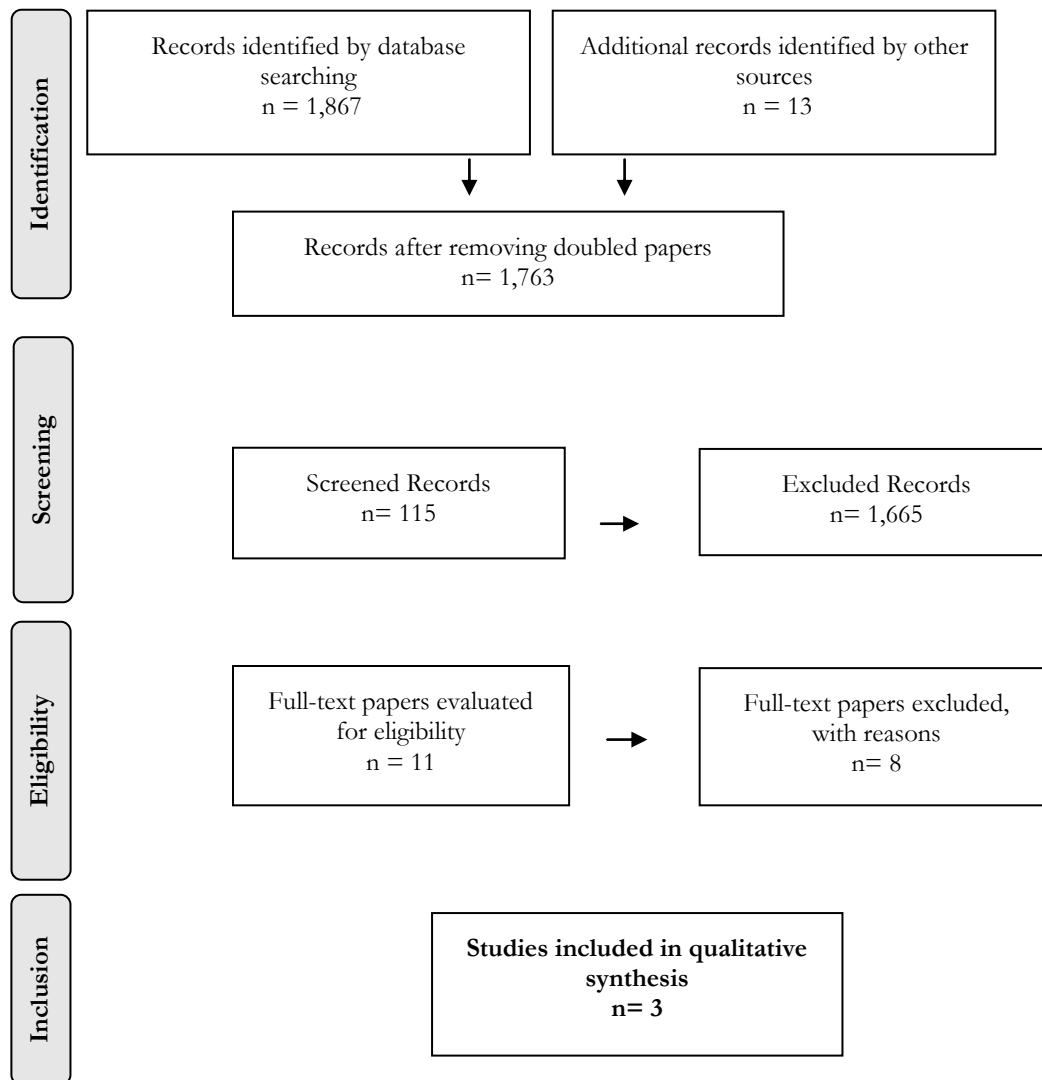 Identification
Records identified by database
searching
n = 1,867
Additional records identified by other
sources
n = 13
Records after removing doubled papers
n= 1,763
Screening
Screened Records
n= 115
Excluded Records
n= 1,665
Eligibility
Full-text papers evaluated
for eligibility
n = 11
Full-text papers excluded,
with reasons
n= 8
Inclusion
Studies included in qualitative
synthesis
n= 3